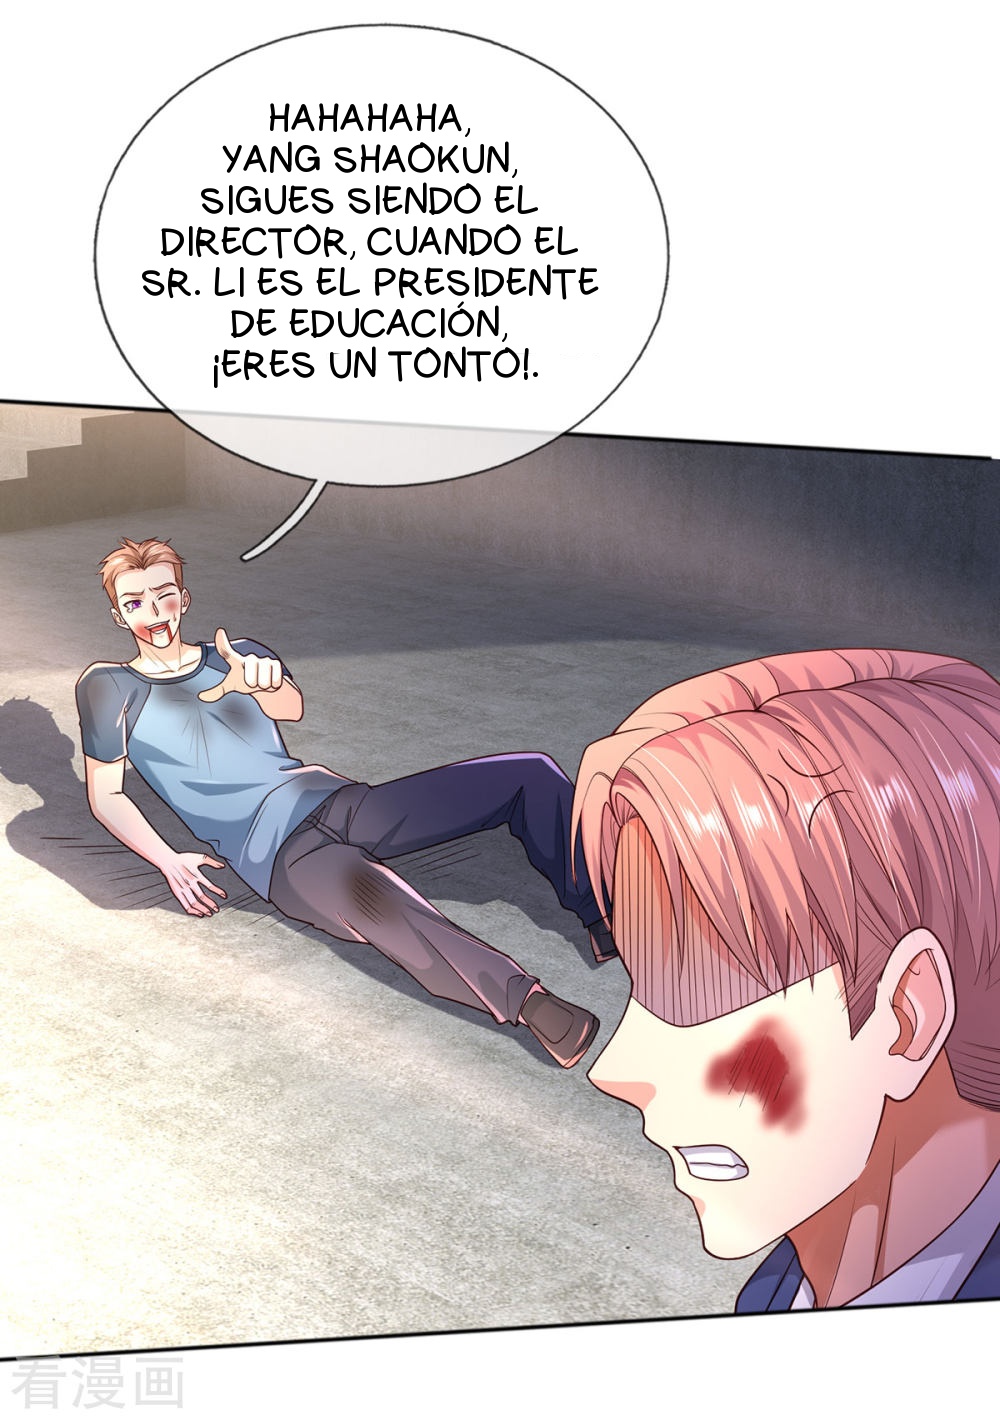 HAHAHAHA,
YANG SHAOKUN,
SIGUES SIENDO EL
DIRECTOR, CUANDO EL
SR. LI ES EL PRESIDENTE
DE EDUCACIÓN,
¡ERES UN TONTO!.
看漫画